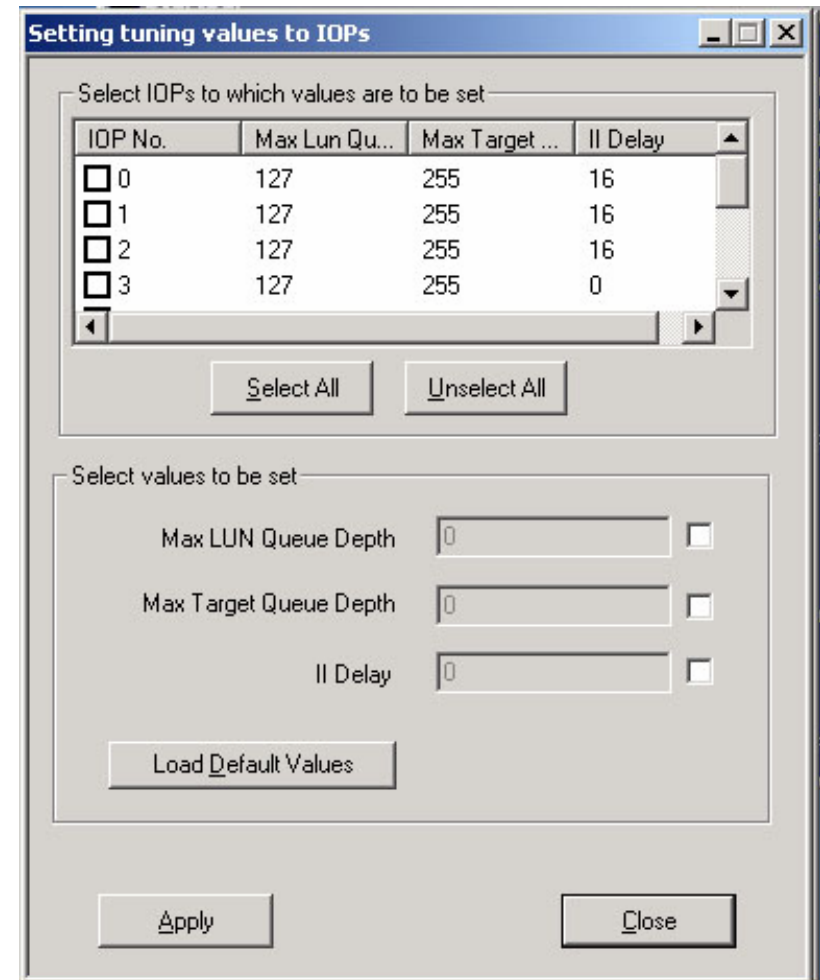 Setting tuning values to IOPs
Select IOPs to which values are to be set
IOP No. Max Lun Qu... Max Target ... II Delay
0 127 255 16
1 127 255 16
2 127 255 16
3 127 255 0
Select All Unselect All
Select values to be set
Max LUN Queue Depth 0
Max Target Queue Depth 0
II Delay 0
Load Default Values
Apply Close